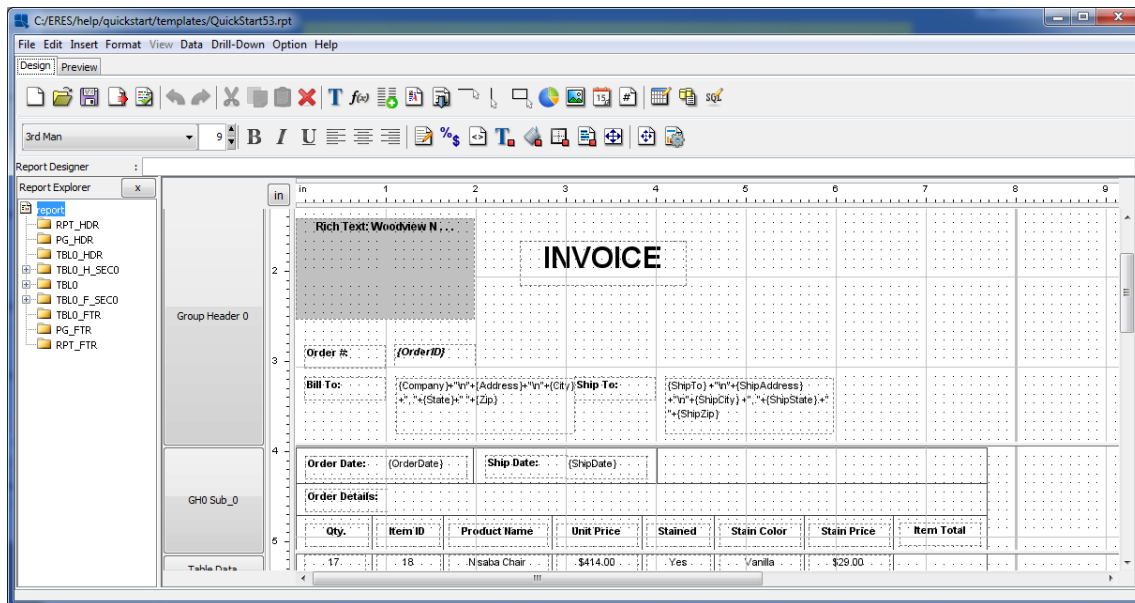 C:/ERES/help/quickstart/templates/QuickStart53.rpt
File Edit Insert Format View Data Drill-Down Option Help
Design Preview
3rd Man 9 B I U
Report Designer :
Report Explorer x
in in 1 2 3 4 5 6 7 8 9
report
RPT_HDR
PG_HDR
TBL0_HDR
TBL0_H_SEC0
TBL0
TBL0_F_SEC0
TBL0_FTR
PG_FTR
RPT_FTR
Group Header 0
Rich Text: Woodview N . . .
INVOICE
2
3
Order #: {OrderID}
Bill To: {Company}+"\n"+{Address}+"\n"+{City}
+", "+{State}+" "+{Zip}
Ship To: {ShipTo} +"\n"+{ShipAddress}
+"\n"+{ShipCity} +", "+{ShipState} +"
"+{ShipZip}
4
GH0 Sub_0
Order Date: {OrderDate} Ship Date: {ShipDate}
Order Details:
5
Qty. Item ID Product Name Unit Price Stained Stain Color Stain Price Item Total
Table Data
17 18 Nisaba Chair $414.00 Yes Vanilla $29.00